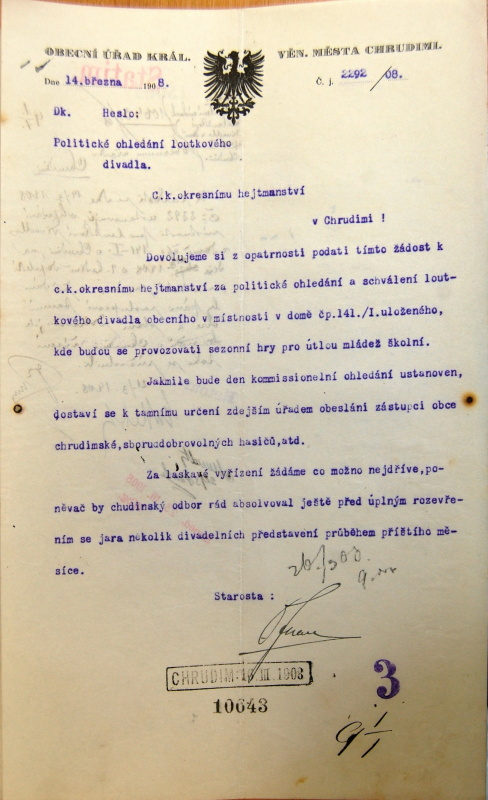 OBECNÍ ÚŘAD KRÁL. VĚN. MĚSTA CHRUDIMI.
Statim
Dne 14.března 1908. Č. j. 2292/08.
Dk. Heslo:
Politické ohledání loutkového
divadla.
C.k.okresnímu hejtmanství
v Chrudimi !
Dovolujeme si z opatrnosti podati tímto žádost k
c.k.okresnímu hejtmanství za politické ohledání a schválení lout-
kového divadla obecního v místnosti v domě čp.141./I.uloženého,
kde budou se provozovati sezonní hry pro útlou mládež školní.
Jakmile bude den kommissionelní ohledání ustanoven,
dostaví se k tamnímu určení zdejším úřadem obesláni zástupci obce
chrudimské,sborudobrovolných hasičů,atd.
Za laskavé vyřízení žádáme co možno nejdříve,po-
něvač by chudinský odbor rád absolvoval ještě před úplným rozevře-
ním se jara několik divadelních představení průběhem příštího mě-
síce.
Starosta :
CHRUDIM: III. 1908
10643
3